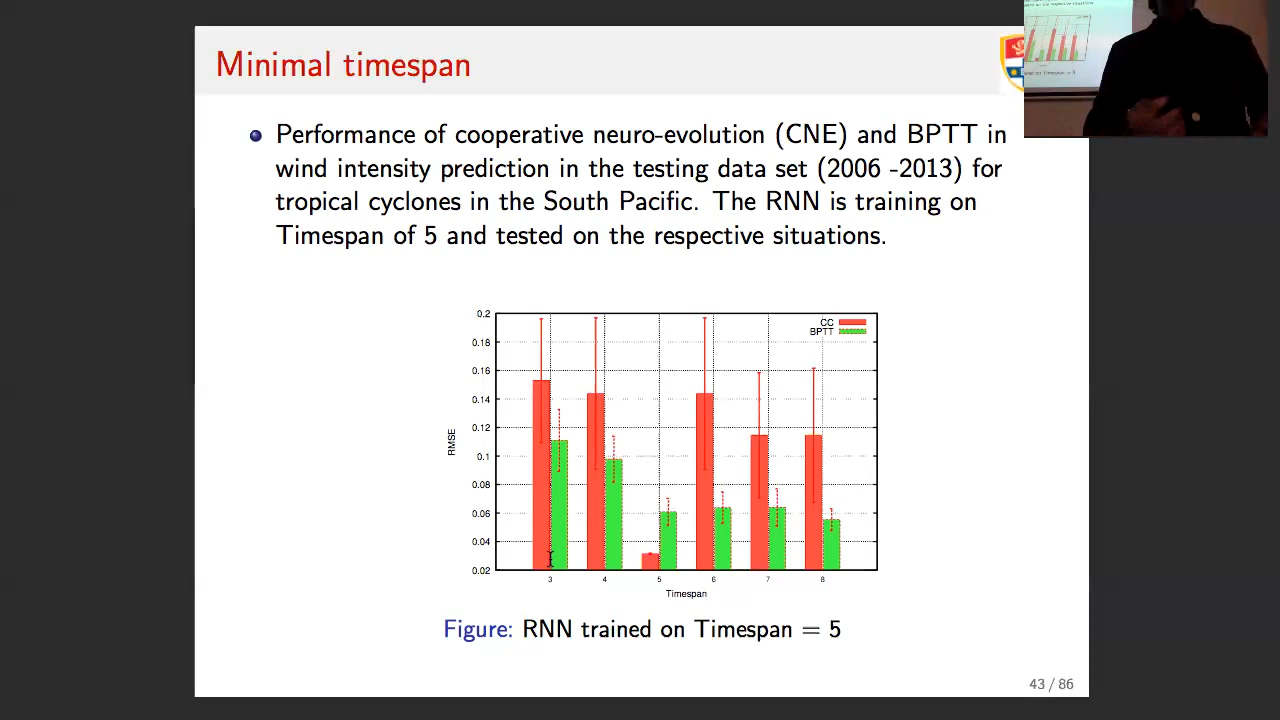 Minimal timespan
Performance of cooperative neuro-evolution (CNE) and BPTT in
wind intensity prediction in the testing data set (2006 -2013) for
tropical cyclones in the South Pacific. The RNN is training on
Timespan of 5 and tested on the respective situations.
CC
BPTT
0.2
0.18
0.16
0.14
0.12
0.1
0.08
0.06
0.04
0.02
RMSE
3 4 5 6 7 8
Timespan
Figure: RNN trained on Timespan = 5
43 / 86